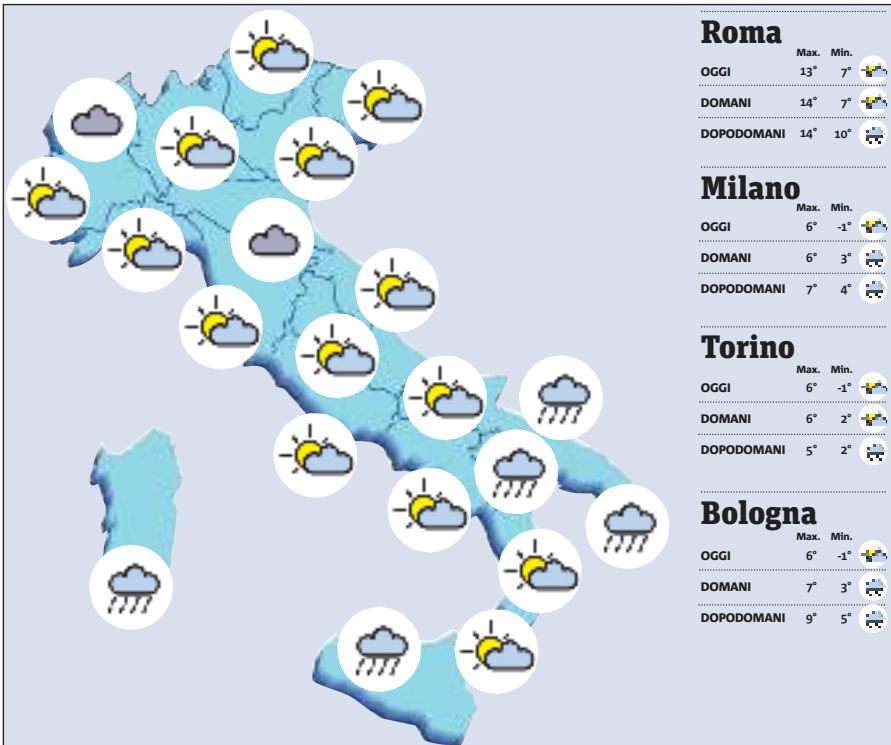 Roma
Max. Min.
OGGI 13° 7°
DOMANI 14° 7°
DOPODOMANI 14° 10°
Milano
Max. Min.
OGGI 6° -1°
DOMANI 6° 3°
DOPODOMANI 7° 4°
Torino
Max. Min.
OGGI 6° -1°
DOMANI 6° 2°
DOPODOMANI 5° 2°
Bologna
Max. Min.
OGGI 6° -1°
DOMANI 7° 3°
DOPODOMANI 9° 5°